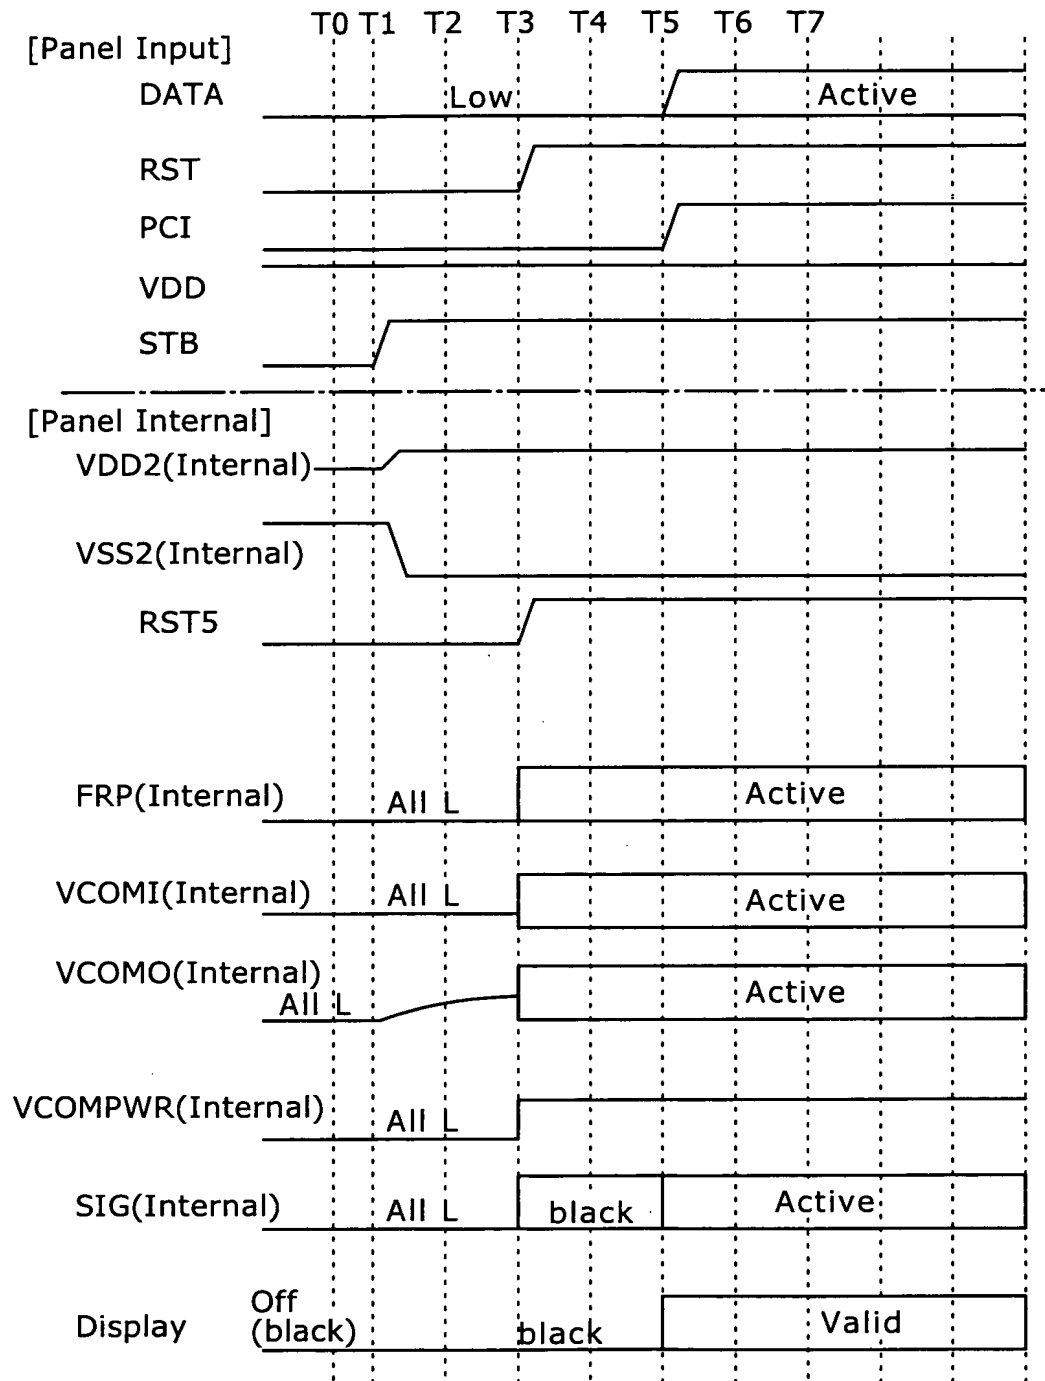 T0 T1 T2 T3 T4 T5 T6 T7
[Panel Input]
DATA Low Active
RST
PCI
VDD
STB
[Panel Internal]
VDD2(Internal)
VSS2(Internal)
RST5
FRP(Internal) All L Active
VCOMI(Internal) All L Active
VCOMO(Internal) Active
All L
VCOMPWR(Internal) All L
SIG(Internal) All L black Active
Off
Display (black) black Valid